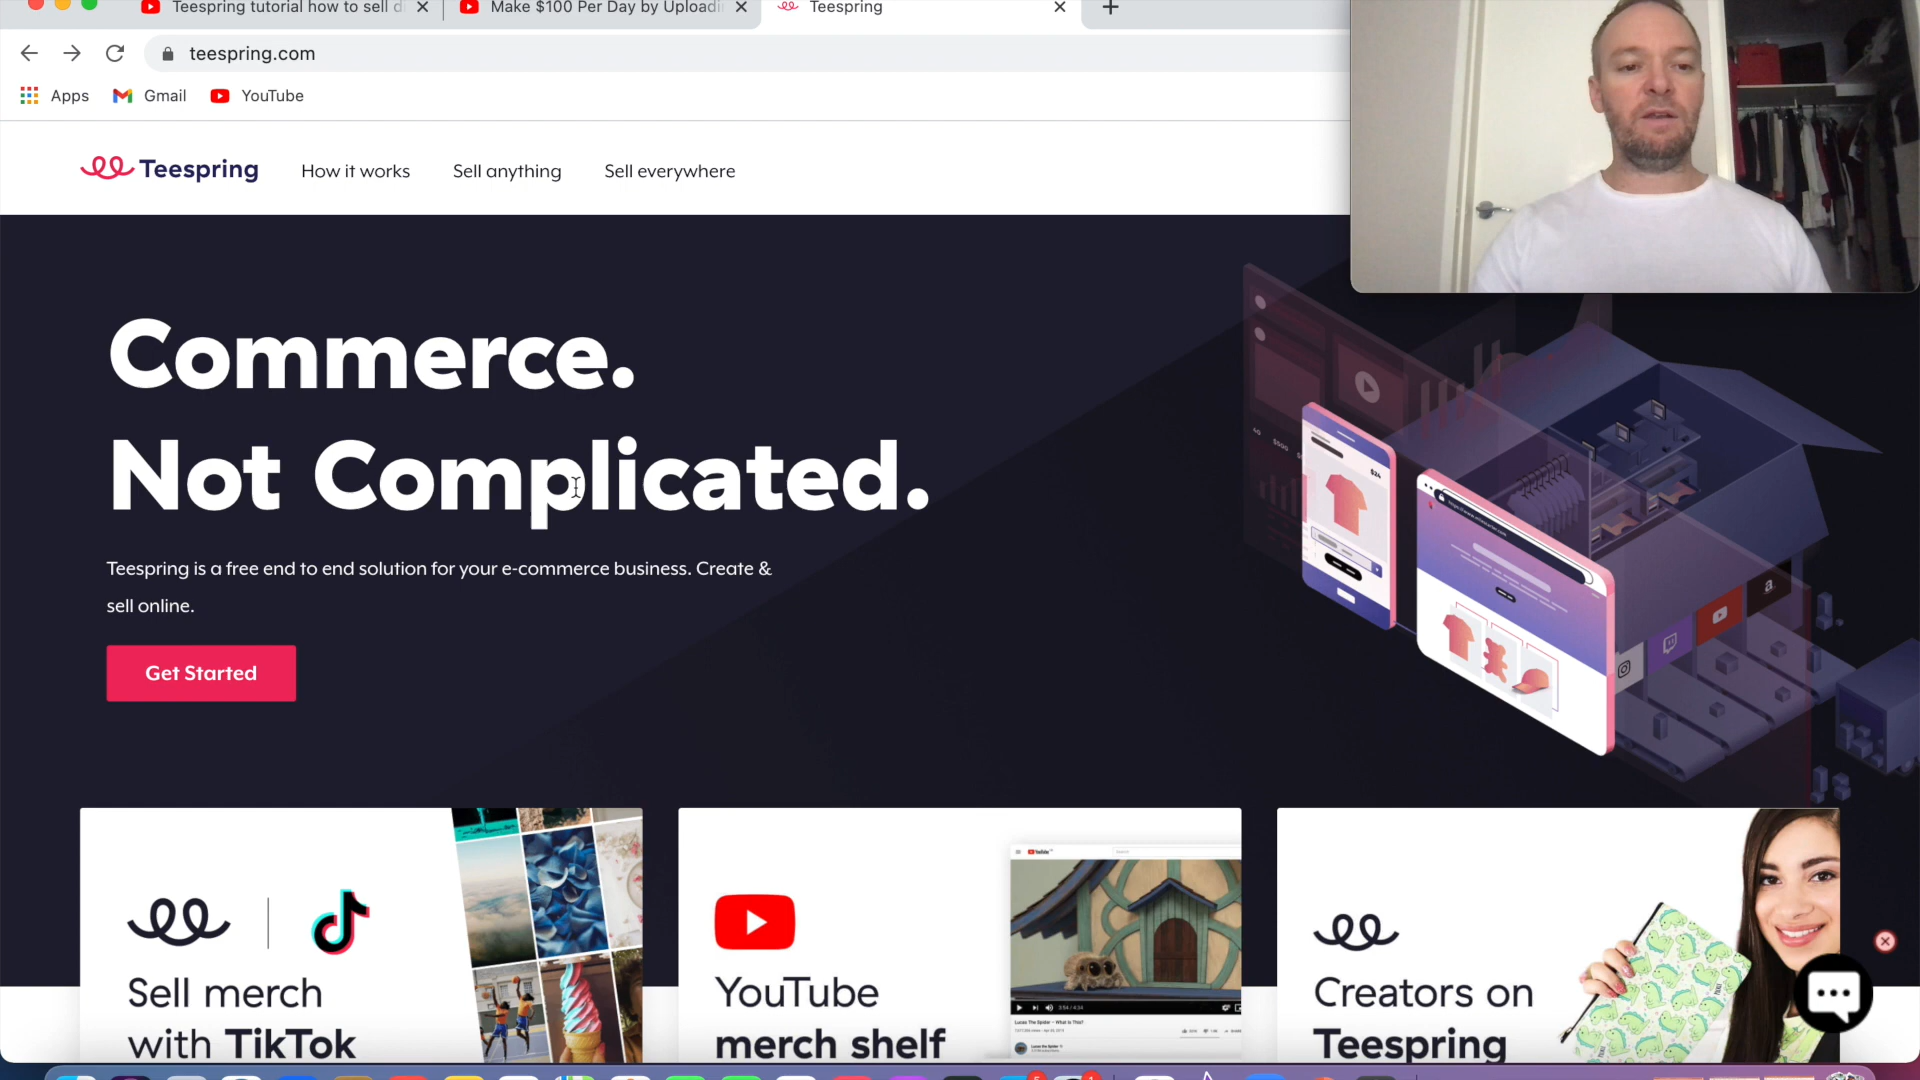 Teespring tutorial how to sell d
Make $100 Per Day by Uploadi
Teespring
teespring.com
Apps
Gmail
YouTube
Teespring
How it works
Sell anything
Sell everywhere
Commerce.
Not Complicated.
Teespring is a free end to end solution for your e-commerce business. Create &
sell online.
Get Started
$24
Sell merch
with TikTok
YouTube
merch shelf
Creators on
Teespring